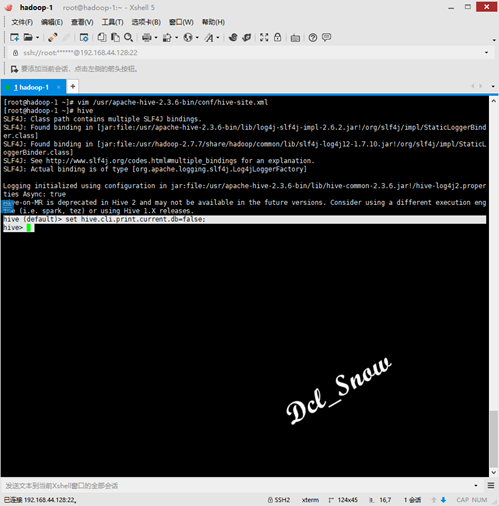 hadoop-1 root@hadoop-1:~ - Xshell 5
文件(F) 编辑(E) 查看(V) 工具(T) 选项卡(B) 窗口(W) 帮助(H)
ssh://root:******@192.168.44.128:22
要添加当前会话，点击左侧的箭头按钮。
1 hadoop-1
[root@hadoop-1 ~]# vim /usr/apache-hive-2.3.6-bin/conf/hive-site.xml
[root@hadoop-1 ~]# hive
SLF4J: Class path contains multiple SLF4J bindings.
SLF4J: Found binding in [jar:file:/usr/apache-hive-2.3.6-bin/lib/log4j-slf4j-impl-2.6.2.jar!/org/slf4j/impl/StaticLoggerBind
er.class]
SLF4J: Found binding in [jar:file:/usr/hadoop-2.7.7/share/hadoop/common/lib/slf4j-log4j12-1.7.10.jar!/org/slf4j/impl/StaticL
oggerBinder.class]
SLF4J: See http://www.slf4j.org/codes.html#multiple_bindings for an explanation.
SLF4J: Actual binding is of type [org.apache.logging.slf4j.Log4jLoggerFactory]
Logging initialized using configuration in jar:file:/usr/apache-hive-2.3.6-bin/lib/hive-common-2.3.6.jar!/hive-log4j2.proper
ties Async: true
Hive-on-MR is deprecated in Hive 2 and may not be available in the future versions. Consider using a different execution eng
ine (i.e. spark, tez) or using Hive 1.X releases.
hive (default)> set hive.cli.print.current.db=false;
hive>
Dcl_Snow
发送文本到当前Xshell窗口的全部会话
已连接 192.168.44.128:22。 SSH2 xterm 124x45 16,7 1 会话 CAP NUM